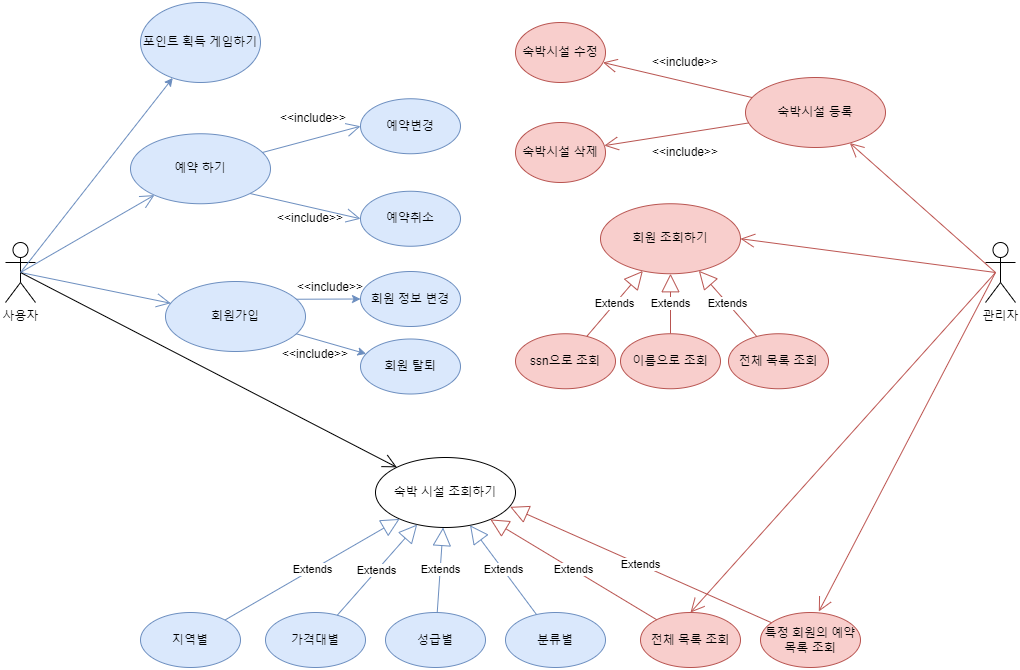 포인트 획득 게임하기
숙박시설 수정
<<include>>
숙박시설 등록
<<include>>
예약변경
예약 하기
숙박시설 삭제
<<include>>
<<include>>
예약취소
회원 조회하기
사용자
관리자
<<include>>
회원 정보 변경
회원가입
<<include>>
회원 탈퇴
Extends
Extends
Extends
ssn으로 조회
이름으로 조회
전체 목록 조회
숙박 시설 조회하기
Extends
Extends
Extends
Extends
Extends
Extends
지역별
가격대별
성급별
분류별
전체 목록 조회
특정 회원의 예약
목록 조회